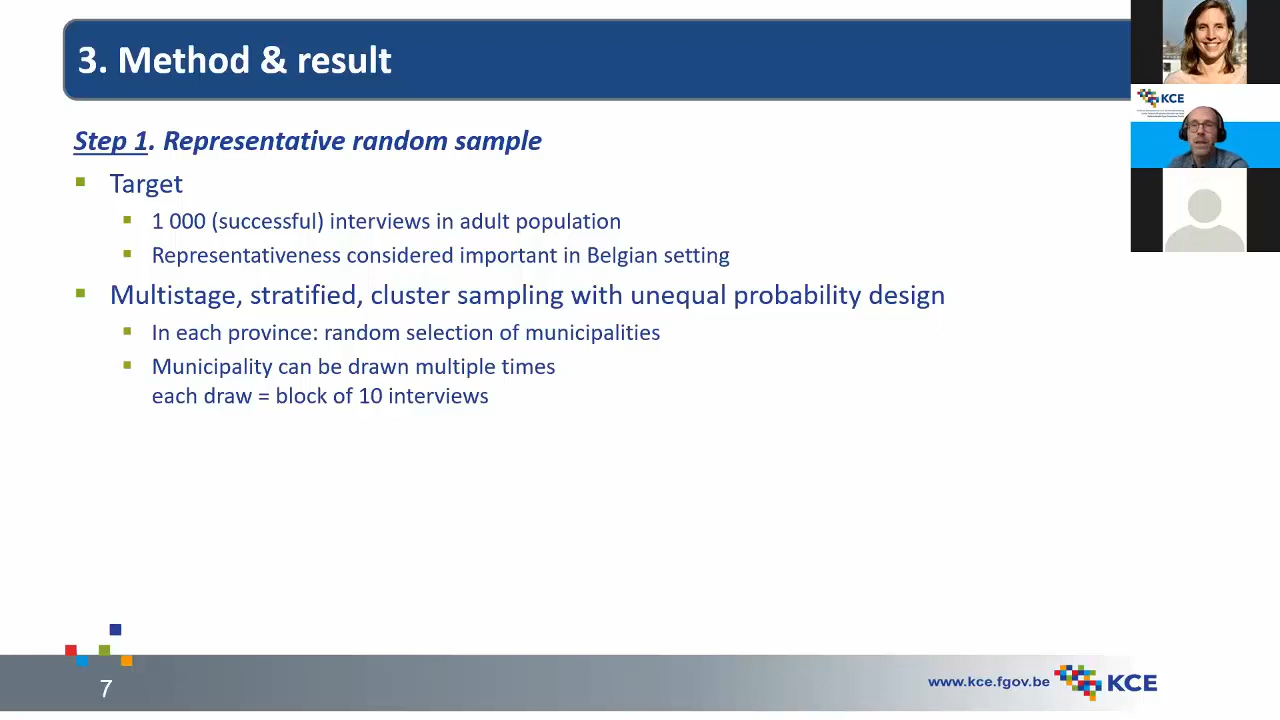 3. Method & result
KCE
Step 1. Representative random sample
Target
1 000 (successful) interviews in adult population
Representativeness considered important in Belgian setting
Multistage, stratified, cluster sampling with unequal probability design
In each province: random selection of municipalities
Municipality can be drawn multiple times
each draw = block of 10 interviews
7
www.kce.fgov.be
KCE